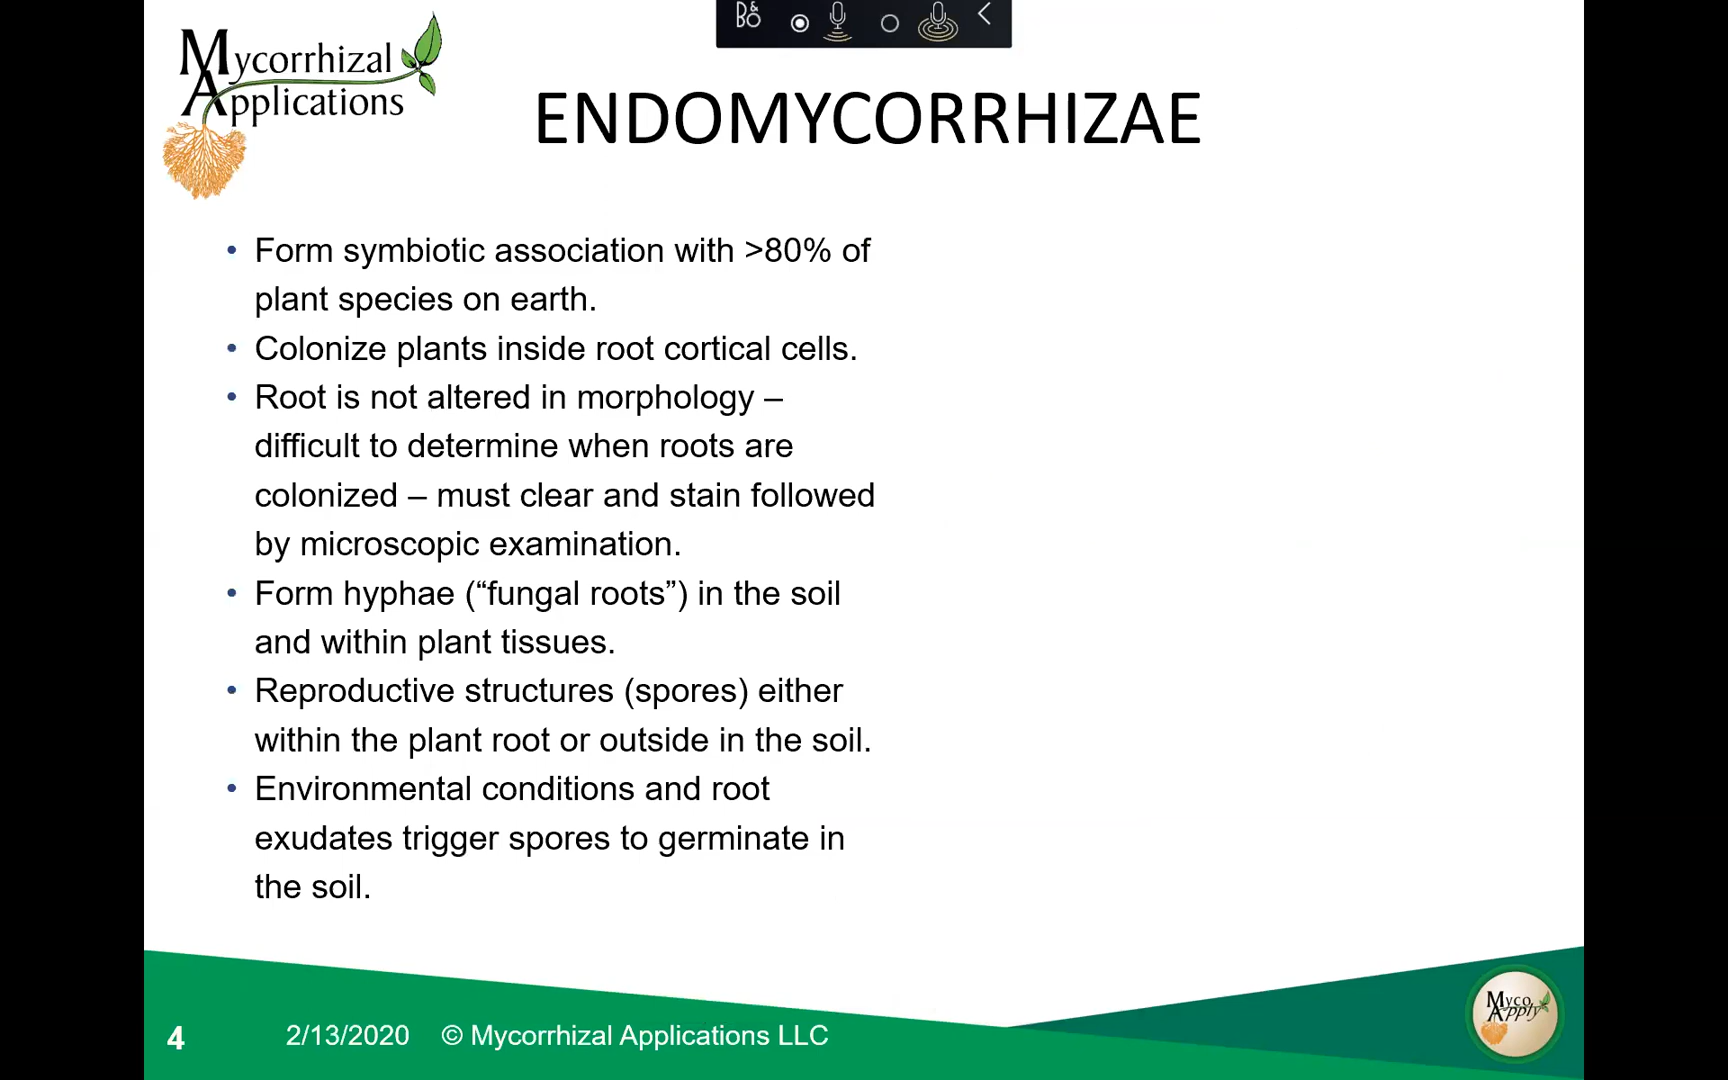 B&O
Mycorrhizal
Applications
ENDOMYCORRHIZAE
• Form symbiotic association with >80% of
plant species on earth.
• Colonize plants inside root cortical cells.
• Root is not altered in morphology –
difficult to determine when roots are
colonized – must clear and stain followed
by microscopic examination.
• Form hyphae (“fungal roots”) in the soil
and within plant tissues.
• Reproductive structures (spores) either
within the plant root or outside in the soil.
• Environmental conditions and root
exudates trigger spores to germinate in
the soil.
4 2/13/2020 © Mycorrhizal Applications LLC
Myco
Apply